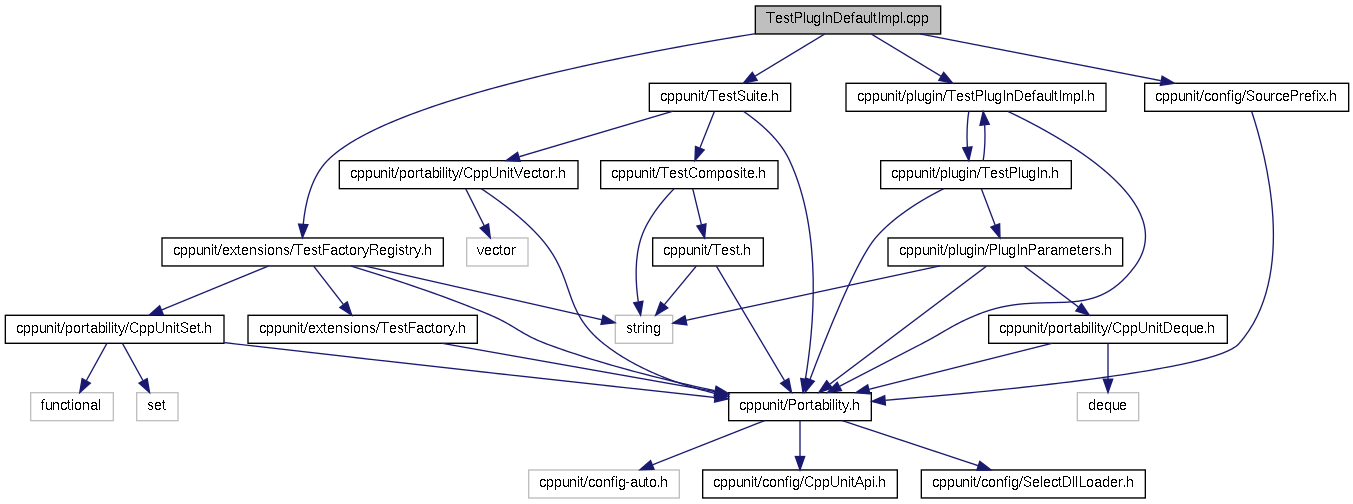 TestPlugInDefaultImpl.cpp
cppunit/TestSuite.h
cppunit/plugin/TestPlugInDefaultImpl.h
cppunit/config/SourcePrefix.h
cppunit/portability/CppUnitVector.h
cppunit/TestComposite.h
cppunit/plugin/TestPlugIn.h
cppunit/extensions/TestFactoryRegistry.h
vector
cppunit/Test.h
cppunit/plugin/PlugInParameters.h
cppunit/portability/CppUnitSet.h
cppunit/extensions/TestFactory.h
string
cppunit/portability/CppUnitDeque.h
functional
set
cppunit/Portability.h
deque
cppunit/config-auto.h
cppunit/config/CppUnitApi.h
cppunit/config/SelectDllLoader.h